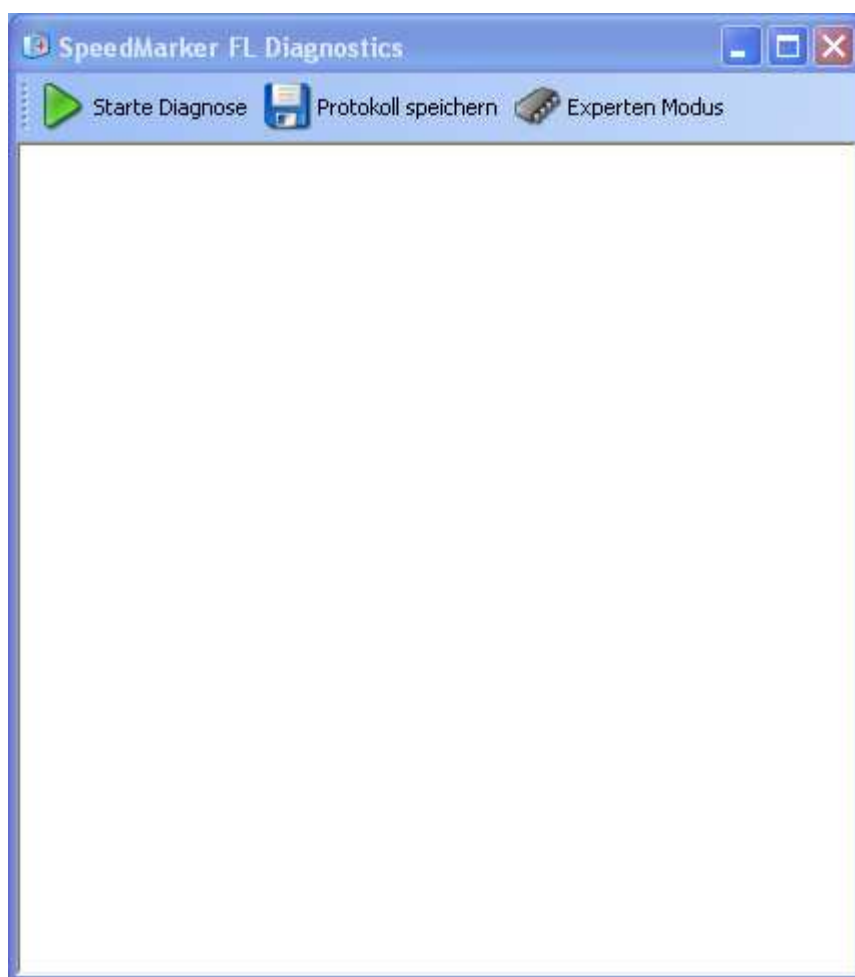 SpeedMarker FL Diagnostics
Starte Diagnose Protokoll speichern Experten Modus